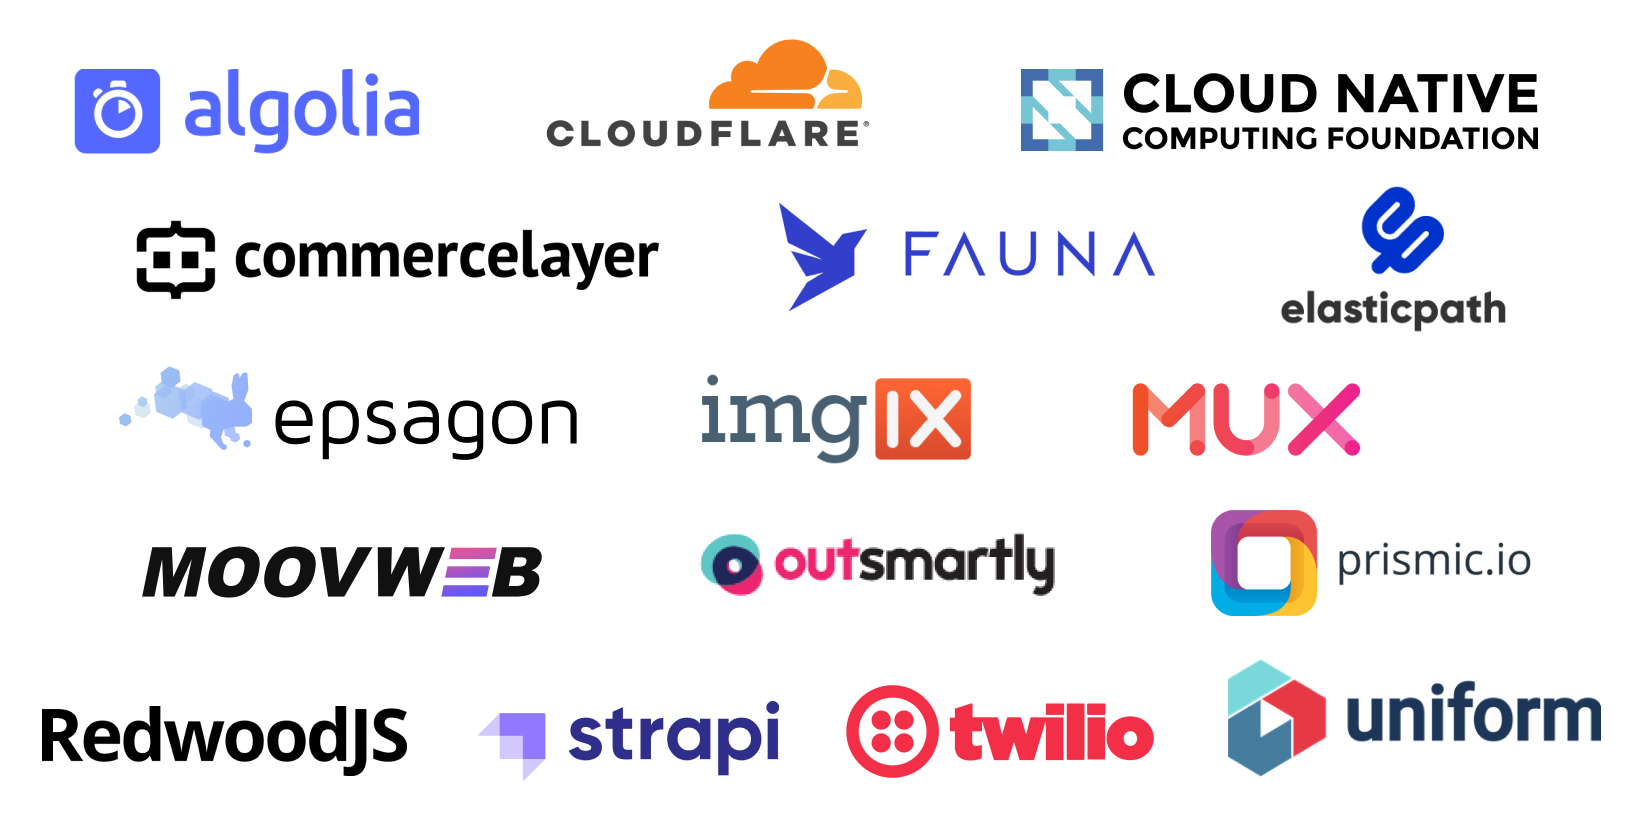 algolia
CLOUDFLARE®
CLOUD NATIVE
COMPUTING FOUNDATION
commercelayer
FAUNA
elasticpath
epsagon
imgIX
MUX
MOOVWEB
outsmartly
prismic.io
RedwoodJS
strapi
twilio
uniform